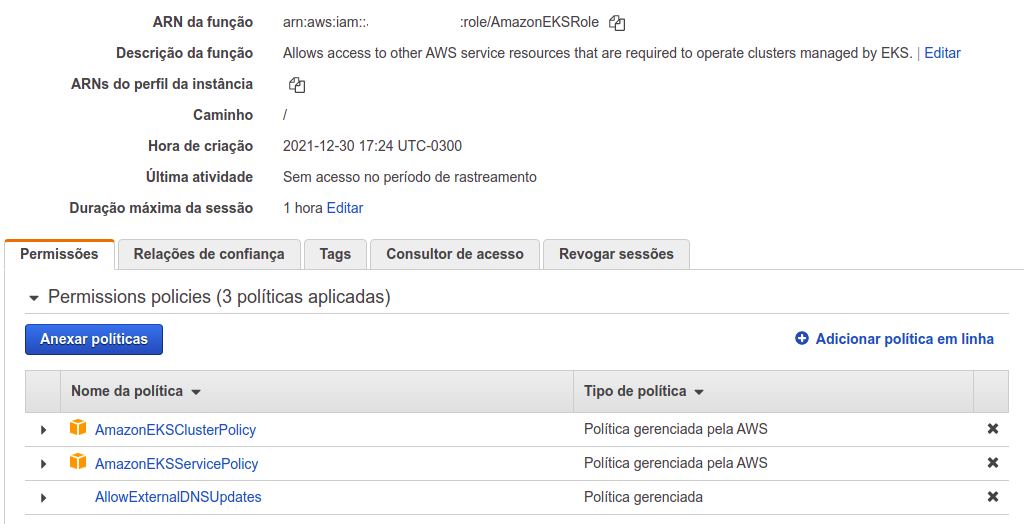 ARN da função arn:aws:iam:: :role/AmazonEKSRole
Descrição da função Allows access to other AWS service resources that are required to operate clusters managed by EKS. | Editar
ARNs do perfil da instância
Caminho /
Hora de criação 2021-12-30 17:24 UTC-0300
Última atividade Sem acesso no período de rastreamento
Duração máxima da sessão 1 hora Editar
Permissões Relações de confiança Tags Consultor de acesso Revogar sessões
Permissions policies (3 políticas aplicadas)
Anexar políticas Adicionar política em linha
Nome da política Tipo de política
AmazonEKSClusterPolicy Política gerenciada pela AWS
AmazonEKSServicePolicy Política gerenciada pela AWS
AllowExternalDNSUpdates Política gerenciada